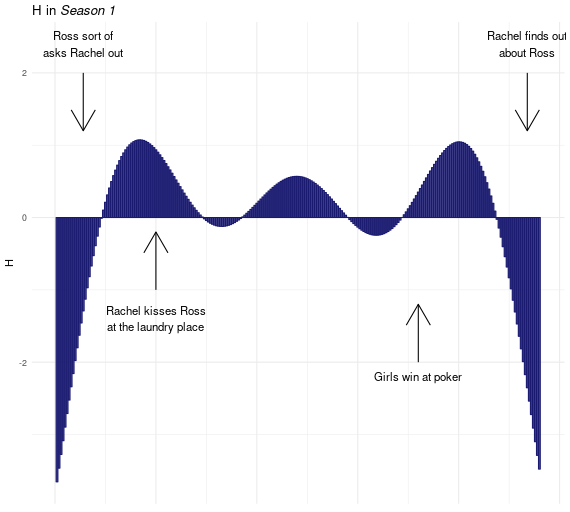 H in Season 1
Ross sort of
asks Rachel out
Rachel finds out
about Ross
2
0
H
Rachel kisses Ross
at the laundry place
-2
Girls win at poker